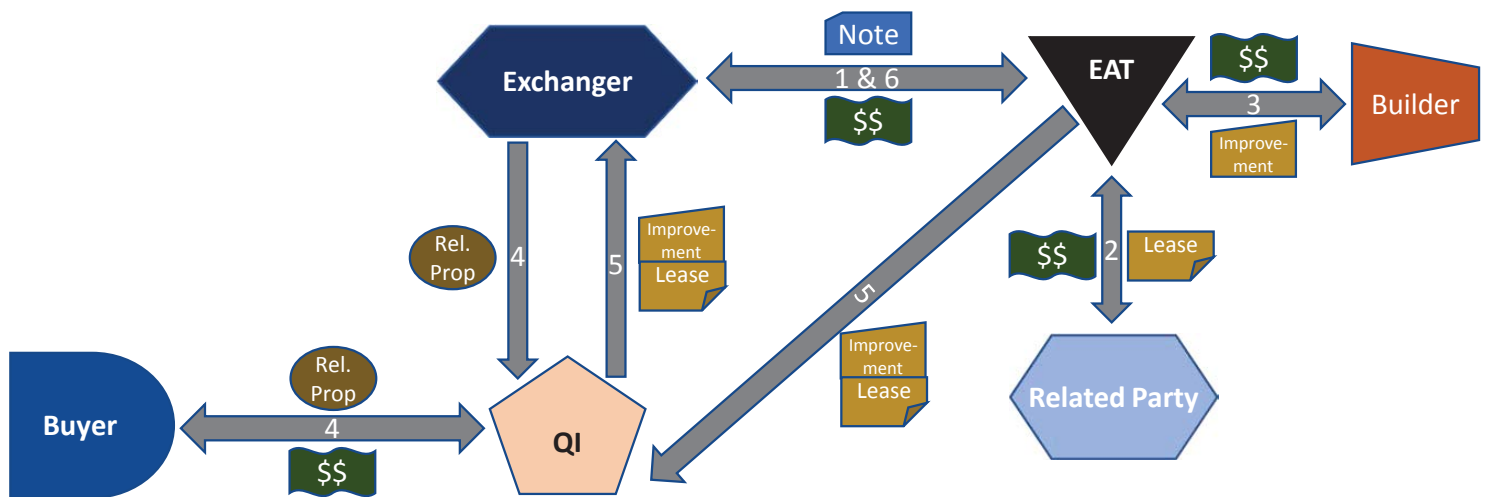 Note
$$
Exchanger
1 & 6
EAT
3
Builder
$$
Improve-
ment
Rel.
Prop
4
5
Improve-
ment
Lease
$$
2
Lease
5
Rel.
Prop
Improve-
ment
Lease
Related Party
Buyer
4
QI
$$